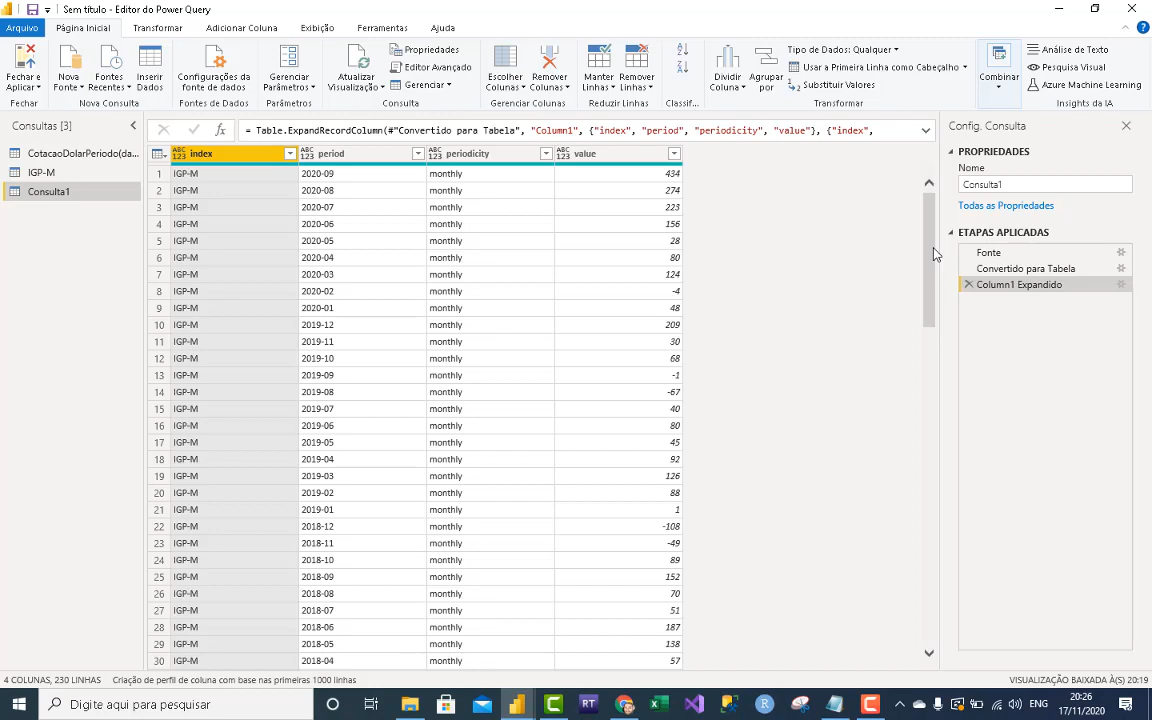 Sem título - Editor do Power Query
Arquivo Página Inicial Transformar Adicionar Coluna Exibição Ferramentas Ajuda
Fechar e Aplicar
Fechar
Nova Fonte
Fontes Recentes
Inserir Dados
Nova Consulta
Configurações da fonte de dados
Fontes de Dados
Gerenciar Parâmetros
Parâmetros
Atualizar Visualização
Propriedades
Editor Avançado
Gerenciar
Consulta
Escolher Colunas
Remover Colunas
Gerenciar Colunas
Manter Linhas
Remover Linhas
Reduzir Linhas
Classif...
Dividir Coluna
Agrupar por
Tipo de Dados: Qualquer
Usar a Primeira Linha como Cabeçalho
Substituir Valores
Transformar
Combinar
Análise de Texto
Pesquisa Visual
Azure Machine Learning
Insights da IA
Consultas [3]
CotacaoDolarPeriodo(da...
IGP-M
Consulta1
= Table.ExpandRecordColumn(#"Convertido para Tabela", "Column1", {"index", "period", "periodicity", "value"}, {"index",
ABC 123 index ABC 123 period ABC 123 periodicity ABC 123 value
1 IGP-M 2020-09 monthly 434
2 IGP-M 2020-08 monthly 274
3 IGP-M 2020-07 monthly 223
4 IGP-M 2020-06 monthly 156
5 IGP-M 2020-05 monthly 28
6 IGP-M 2020-04 monthly 80
7 IGP-M 2020-03 monthly 124
8 IGP-M 2020-02 monthly -4
9 IGP-M 2020-01 monthly 48
10 IGP-M 2019-12 monthly 209
11 IGP-M 2019-11 monthly 30
12 IGP-M 2019-10 monthly 68
13 IGP-M 2019-09 monthly -1
14 IGP-M 2019-08 monthly -67
15 IGP-M 2019-07 monthly 40
16 IGP-M 2019-06 monthly 80
17 IGP-M 2019-05 monthly 45
18 IGP-M 2019-04 monthly 92
19 IGP-M 2019-03 monthly 126
20 IGP-M 2019-02 monthly 88
21 IGP-M 2019-01 monthly 1
22 IGP-M 2018-12 monthly -108
23 IGP-M 2018-11 monthly -49
24 IGP-M 2018-10 monthly 89
25 IGP-M 2018-09 monthly 152
26 IGP-M 2018-08 monthly 70
27 IGP-M 2018-07 monthly 51
28 IGP-M 2018-06 monthly 187
29 IGP-M 2018-05 monthly 138
30 IGP-M 2018-04 monthly 57
Config. Consulta
PROPRIEDADES
Nome
Consulta1
Todas as Propriedades
ETAPAS APLICADAS
Fonte
Convertido para Tabela
Column1 Expandido
4 COLUNAS, 230 LINHAS Criação de perfil de coluna com base nas primeiras 1000 linhas
VISUALIZAÇÃO BAIXADA À(S) 20:19
Digite aqui para pesquisar
RT
R
ENG
20:26
17/11/2020